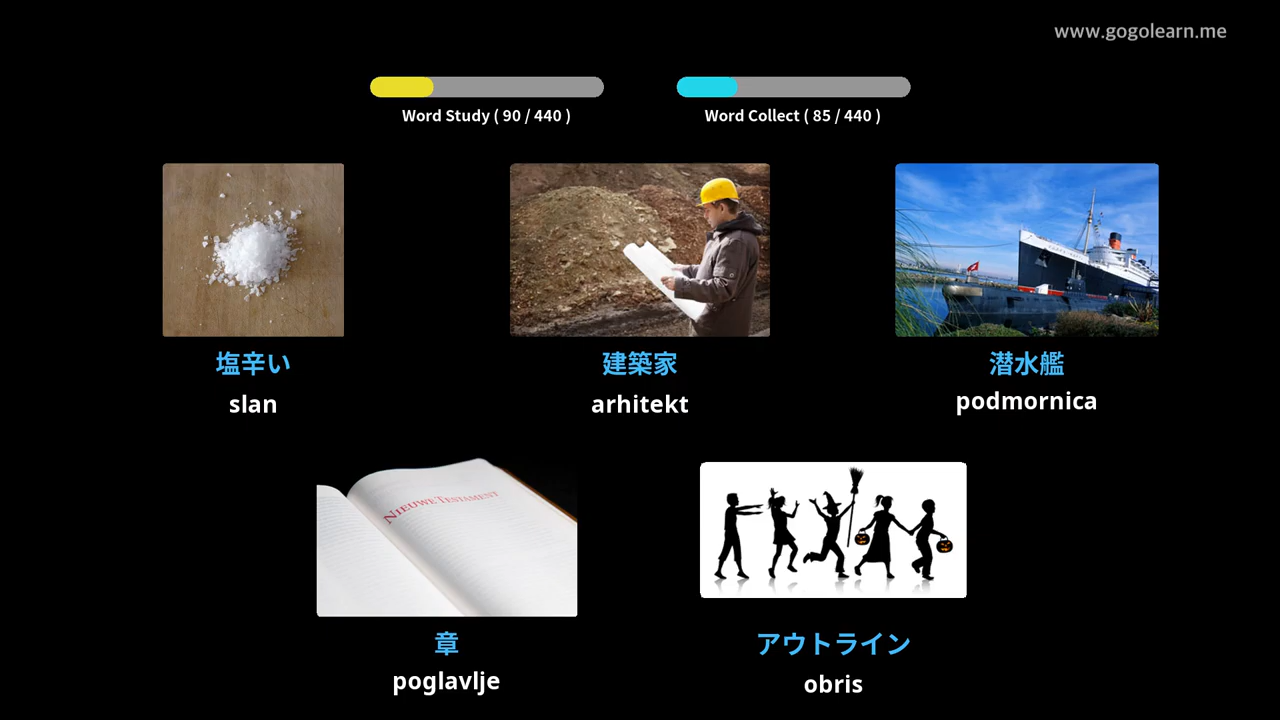 www.gogolearn.me
Word Study ( 90 / 440 )
Word Collect ( 85 / 440 )
塩辛い
slan
建築家
arhitekt
潜水艦
podmornica
NIEUWE TESTAMENT
章
poglavlje
アウトライン
obris